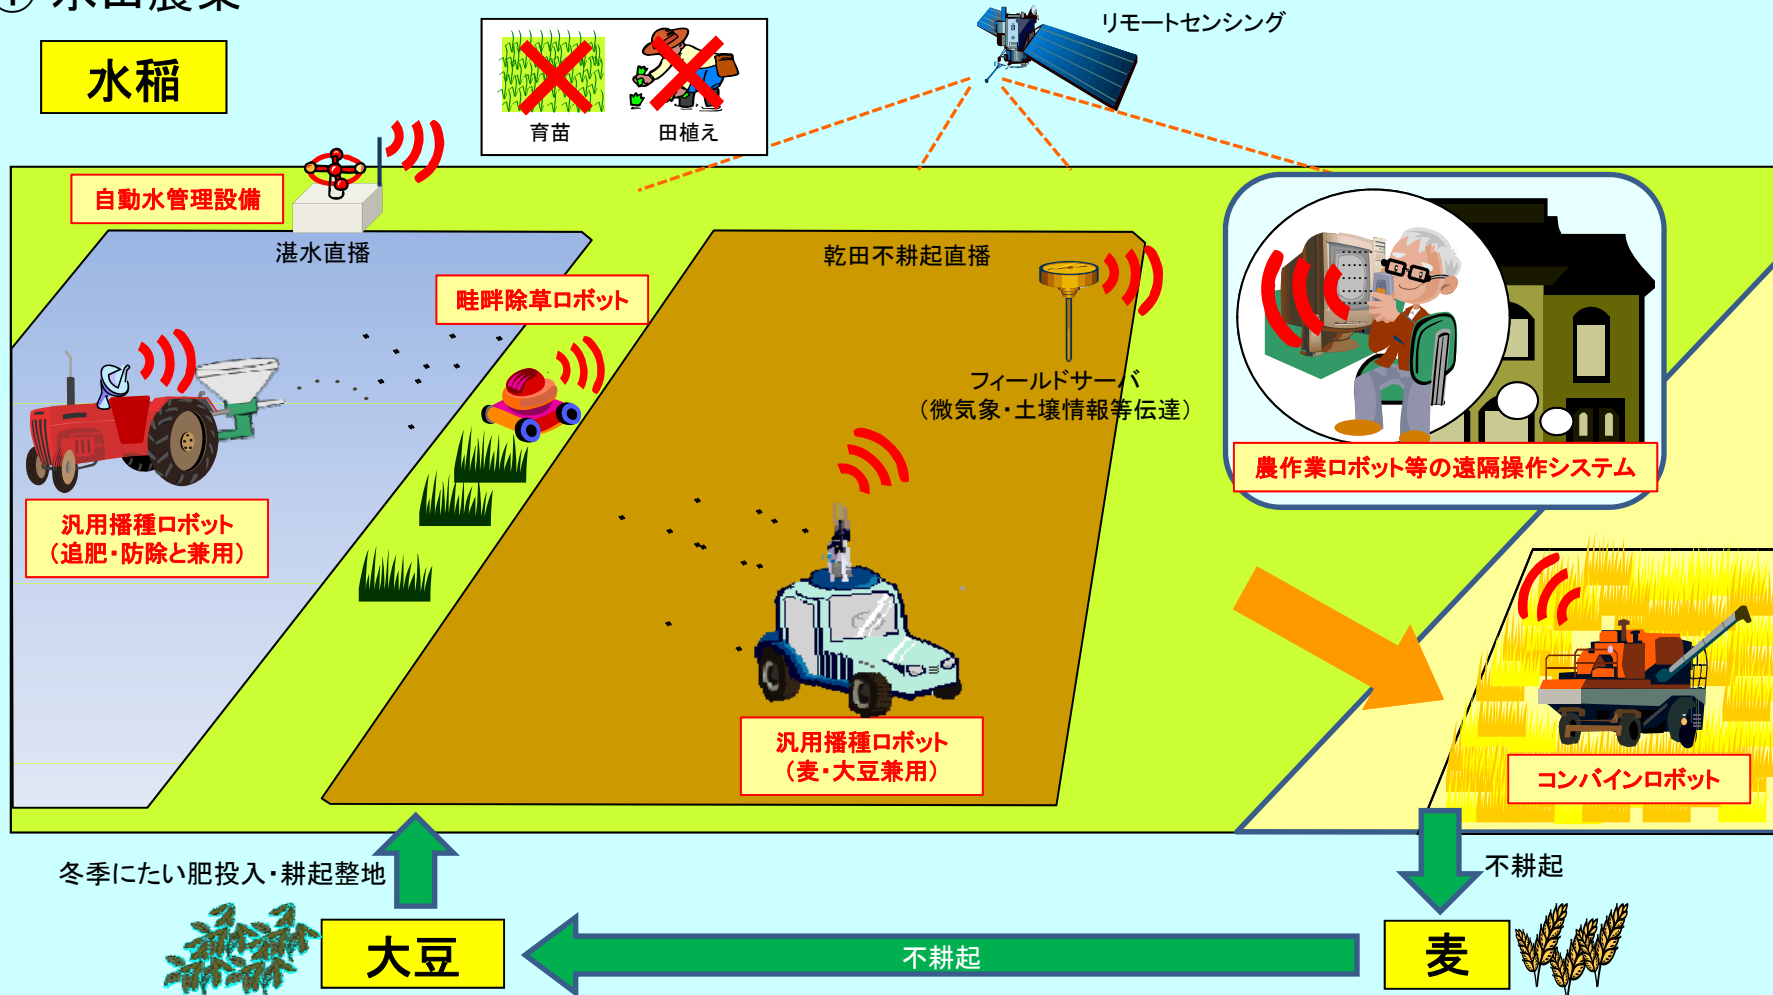 ① 水田農業
リモートセンシング
水稲
育苗
田植え
自動水管理設備
湛水直播
乾田不耕起直播
畦畔除草ロボット
フィールドサーバ
(微気象・土壌情報等伝達)
農作業ロボット等の遠隔操作システム
汎用播種ロボット
(追肥・防除と兼用)
汎用播種ロボット
(麦・大豆兼用)
コンバインロボット
冬季にたい肥投入・耕起整地
不耕起
大豆
不耕起
麦